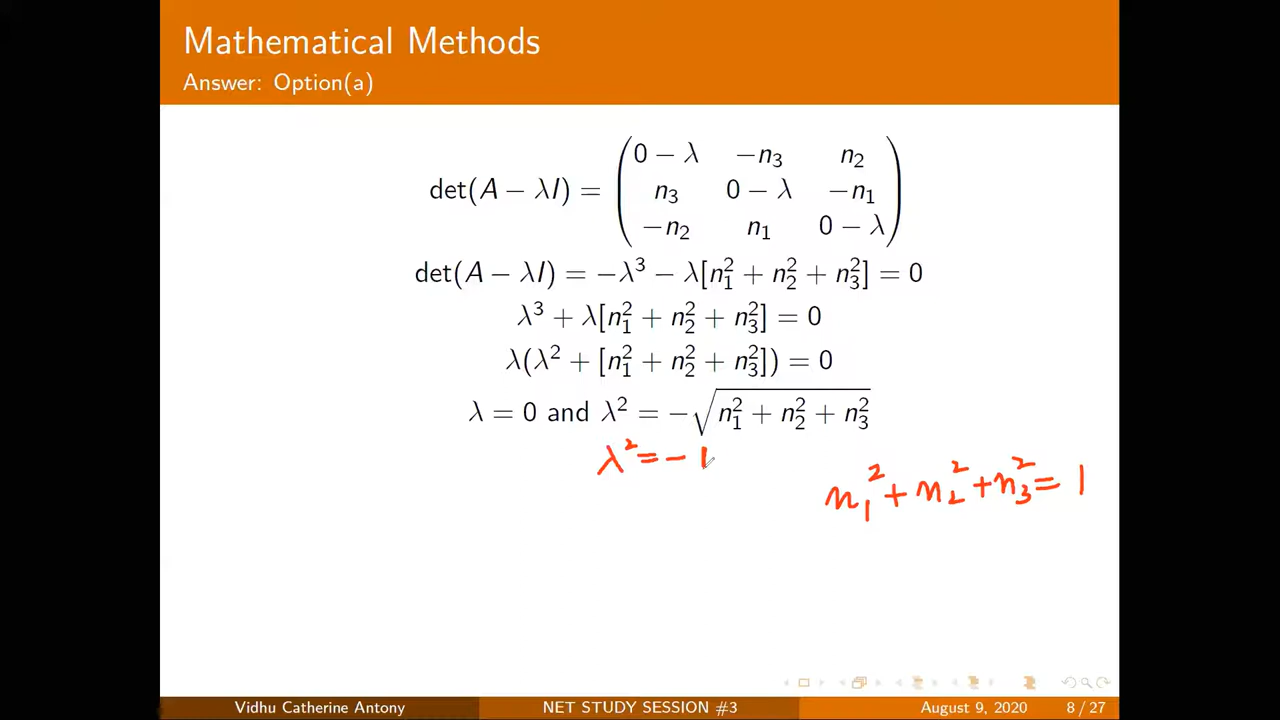 Mathematical Methods
Answer: Option(a)
0 − λ −n₃ n₂
det(A − λI) = n₃ 0 − λ −n₁
−n₂ n₁ 0 − λ
det(A − λI) = −λ³ − λ[n₁² + n₂² + n₃²] = 0
λ³ + λ[n₁² + n₂² + n₃²] = 0
λ(λ² + [n₁² + n₂² + n₃²]) = 0
λ = 0 and λ² = −√(n₁² + n₂² + n₃²)
λ² = − 1
n₁² + n₂² + n₃² = 1
Vidhu Catherine Antony NET STUDY SESSION #3 August 9, 2020 8 / 27